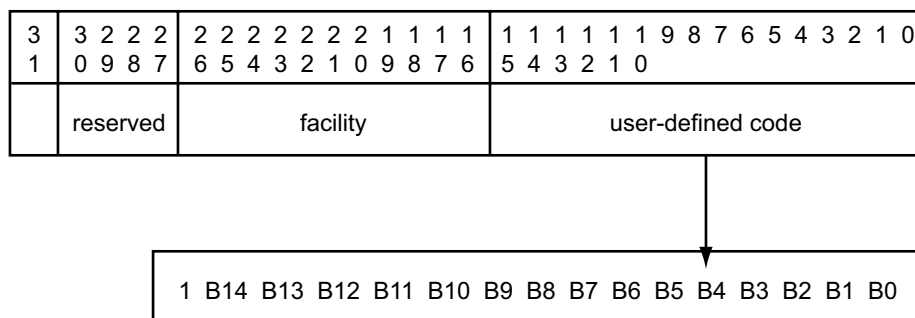 3 3 2 2 2 2 2 2 2 2 2 2 1 1 1 1 1 1 1 1 1 1 9 8 7 6 5 4 3 2 1 0
1 0 9 8 7 6 5 4 3 2 1 0 9 8 7 6 5 4 3 2 1 0
reserved facility user-defined code
1 B14 B13 B12 B11 B10 B9 B8 B7 B6 B5 B4 B3 B2 B1 B0